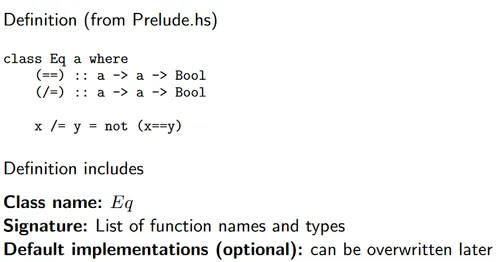 Definition (from Prelude.hs)
class Eq a where
(==) :: a -> a -> Bool
(/=) :: a -> a -> Bool
x /= y = not (x==y)
Definition includes
Class name: Eq
Signature: List of function names and types
Default implementations (optional): can be overwritten later